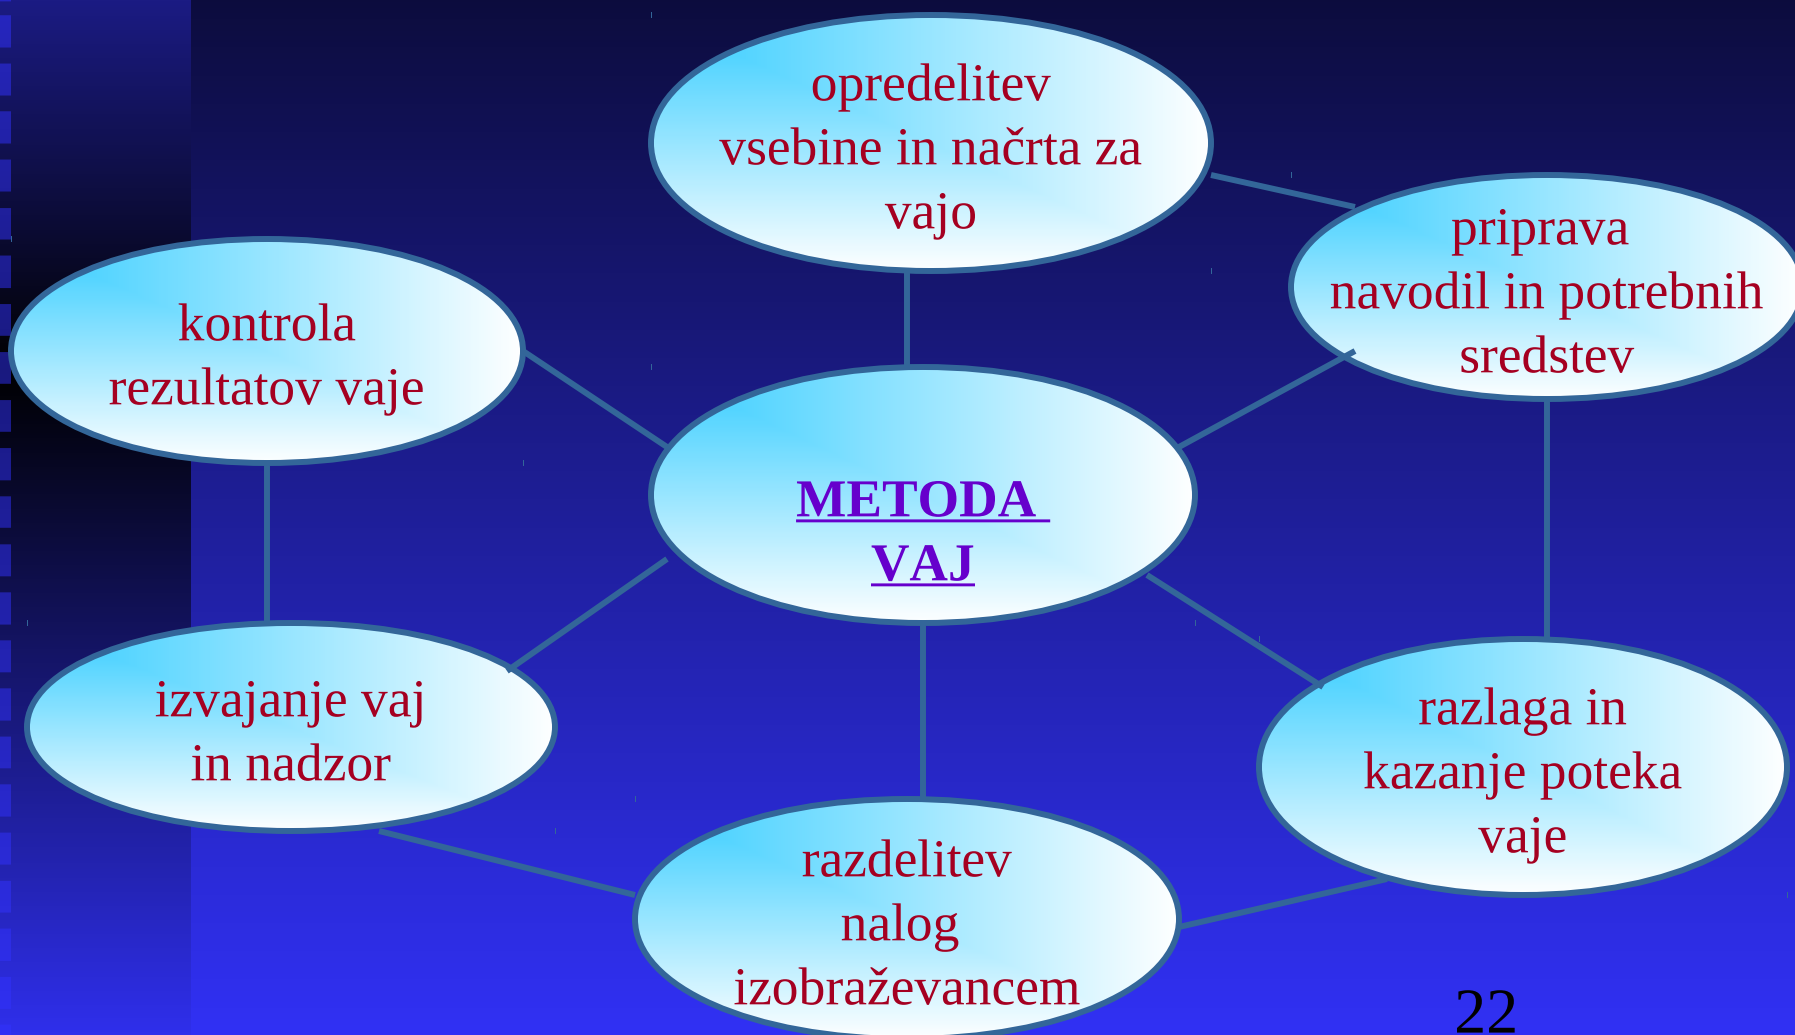 opredelitev
vsebine in načrta za
vajo
priprava
navodil in potrebnih
sredstev
kontrola
rezultatov vaje
METODA
VAJ
izvajanje vaj
in nadzor
razlaga in
kazanje poteka
vaje
razdelitev
nalog
izobraževancem
22